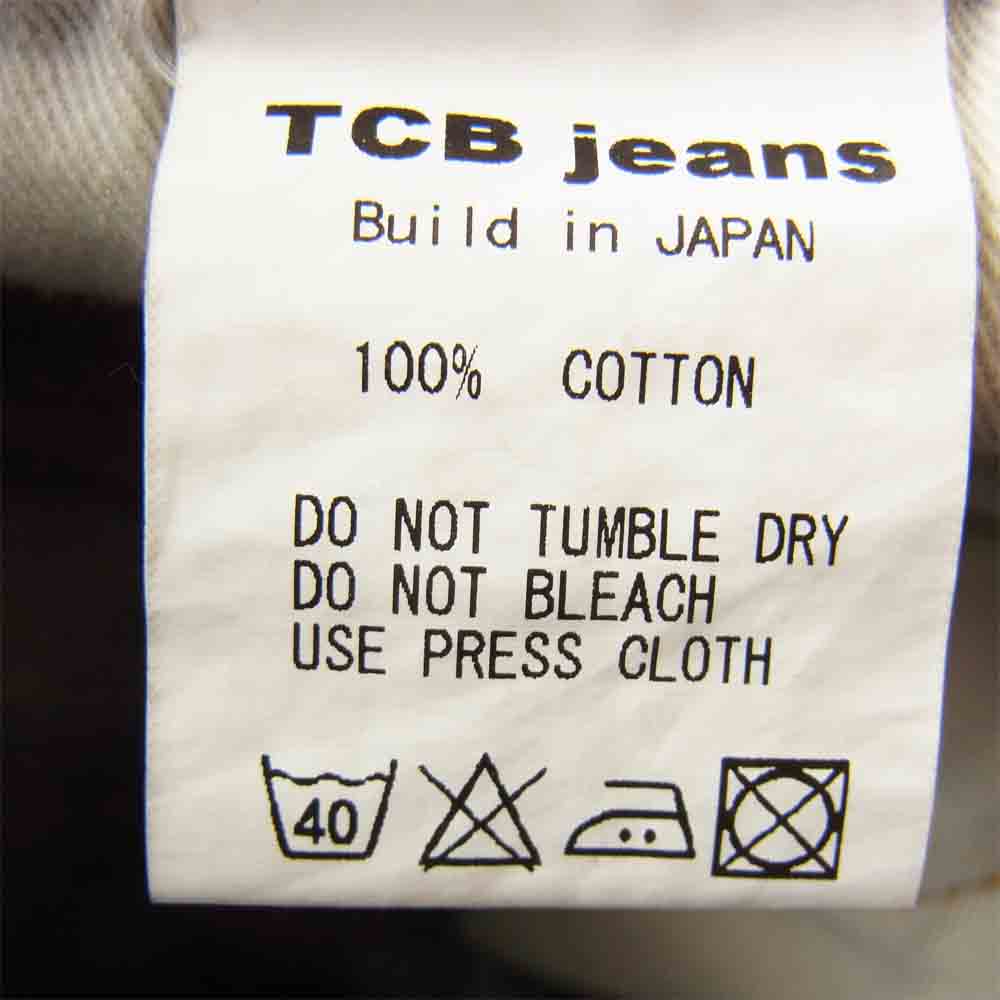 TCB jeans
Build in JAPAN
100% COTTON
DO NOT TUMBLE DRY
DO NOT BLEACH
USE PRESS CLOTH
40